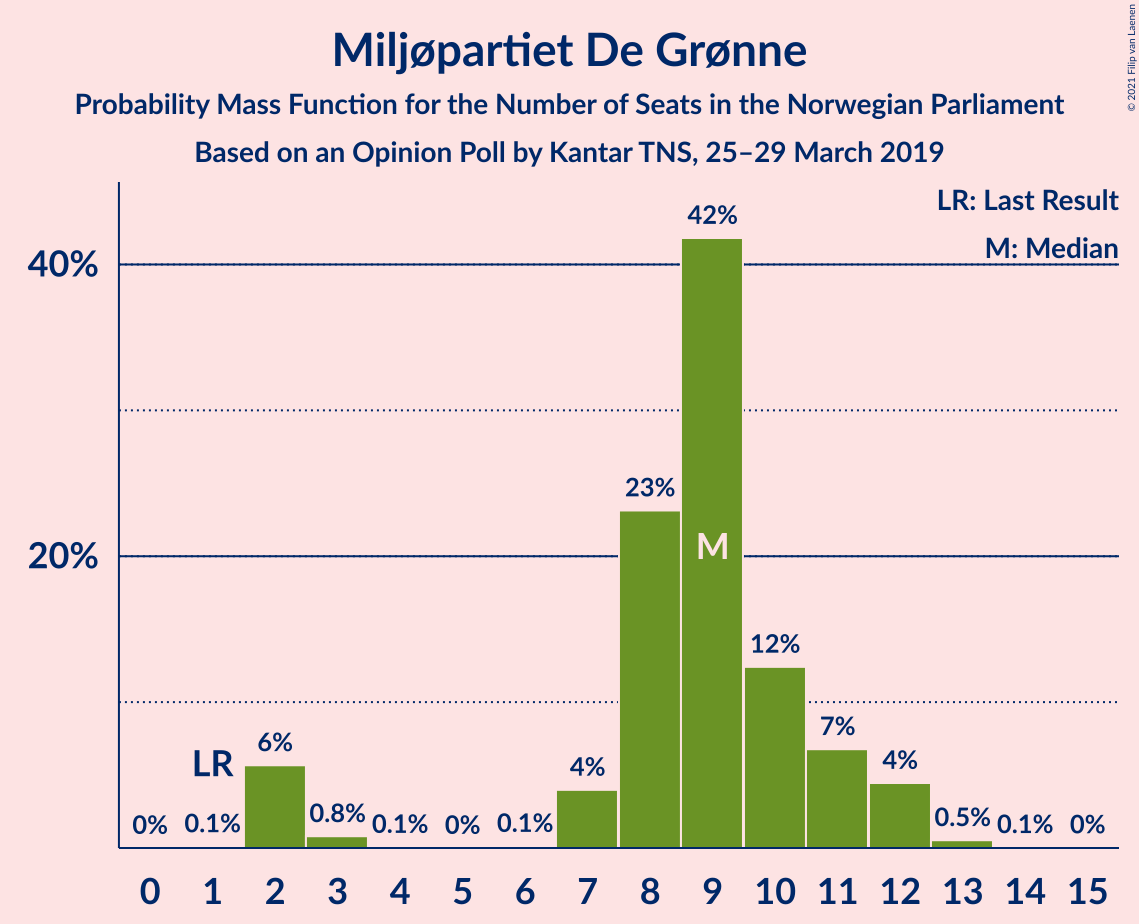 Miljøpartiet De Grønne
Probability Mass Function for the Number of Seats in the Norwegian Parliament
Based on an Opinion Poll by Kantar TNS, 25–29 March 2019
© 2021 Filip van Laenen
LR: Last Result
M: Median
40%
20%
0%
0.1%
LR
6%
0.8%
0.1%
0%
0.1%
4%
23%
42%
M
12%
7%
4%
0.5%
0.1%
0%
0 1 2 3 4 5 6 7 8 9 10 11 12 13 14 15